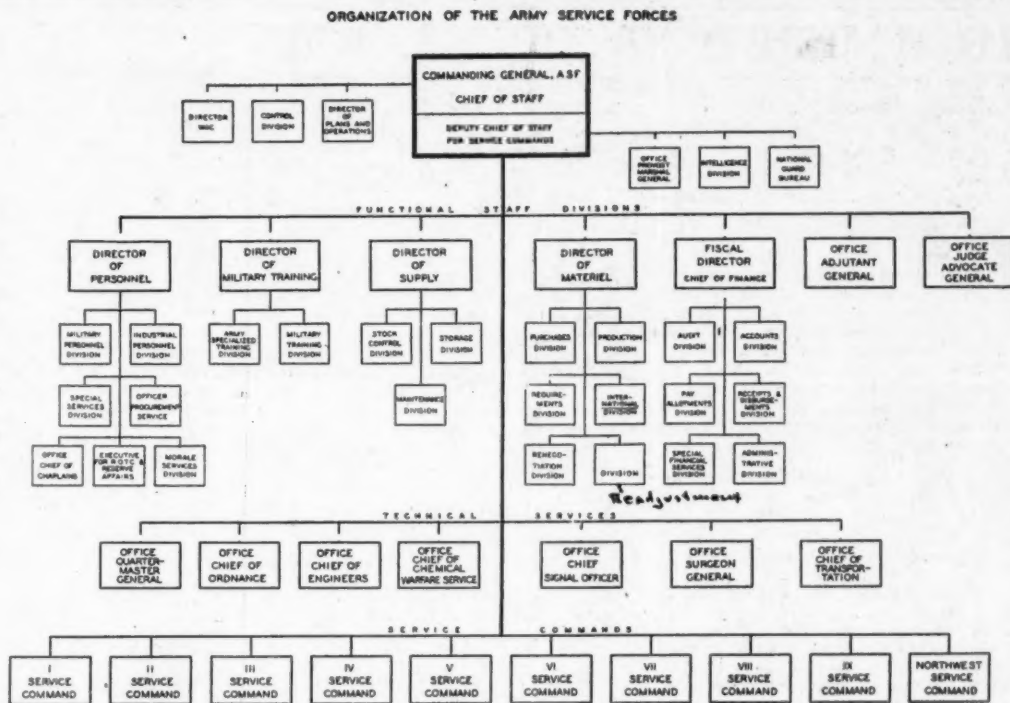 ORGANIZATION OF THE ARMY SERVICE FORCES
COMMANDING GENERAL, ASF
CHIEF OF STAFF
DEPUTY CHIEF OF STAFF
FOR SERVICE COMMANDS
DIRECTOR
WAC
CONTROL
DIVISION
DIRECTOR
OF
PLANS AND
OPERATIONS
OFFICE
PROVOST
MARSHAL
GENERAL
INTELLIGENCE
DIVISION
NATIONAL
GUARD
BUREAU
FUNCTIONAL STAFF DIVISIONS
DIRECTOR
OF
PERSONNEL
DIRECTOR
OF
MILITARY TRAINING
DIRECTOR
OF
SUPPLY
DIRECTOR
OF
MATERIEL
FISCAL
DIRECTOR
CHIEF OF FINANCE
OFFICE
ADJUTANT
GENERAL
OFFICE
JUDGE
ADVOCATE
GENERAL
MILITARY
PERSONNEL
DIVISION
INDUSTRIAL
PERSONNEL
DIVISION
ARMY
SPECIALIZED
TRAINING
DIVISION
MILITARY
TRAINING
DIVISION
STOCK
CONTROL
DIVISION
STORAGE
DIVISION
PURCHASES
DIVISION
PRODUCTION
DIVISION
AUDIT
DIVISION
ACCOUNTS
DIVISION
SPECIAL
SERVICES
DIVISION
OFFICER
PROCUREMENT
SERVICE
MAINTENANCE
DIVISION
REQUIRE-
MENTS
DIVISION
INTER-
NATIONAL
DIVISION
PAY
ALLOTMENTS
DIVISION
RECEIPTS &
DISBURSE-
MENTS
DIVISION
OFFICE
CHIEF OF
CHAPLAINS
EXECUTIVE
FOR R O T C &
RESERVE
AFFAIRS
MORALE
SERVICES
DIVISION
RENEGO-
TIATION
DIVISION
DIVISION
Readjustment
SPECIAL
FINANCIAL
SERVICES
DIVISION
ADMINIS-
TRATIVE
DIVISION
TECHNICAL SERVICES
OFFICE
QUARTER-
MASTER
GENERAL
OFFICE
CHIEF OF
ORDNANCE
OFFICE
CHIEF OF
ENGINEERS
OFFICE
CHIEF OF
CHEMICAL
WARFARE SERVICE
OFFICE
CHIEF
SIGNAL OFFICER
OFFICE
SURGEON
GENERAL
OFFICE
CHIEF OF
TRANSPOR-
TATION
SERVICE COMMANDS
I
SERVICE
COMMAND
II
SERVICE
COMMAND
III
SERVICE
COMMAND
IV
SERVICE
COMMAND
V
SERVICE
COMMAND
VI
SERVICE
COMMAND
VII
SERVICE
COMMAND
VIII
SERVICE
COMMAND
IX
SERVICE
COMMAND
NORTHWEST
SERVICE
COMMAND